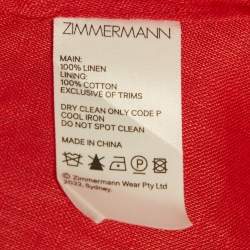 ZIMMERMANN
MAIN:
100% LINEN
LINING:
100% COTTON
EXCLUSIVE OF TRIMS
DRY CLEAN ONLY CODE P
COOL IRON
DO NOT SPOT CLEAN
MADE IN CHINA
© Zimmermann Wear Pty Ltd
2022, Sydney.